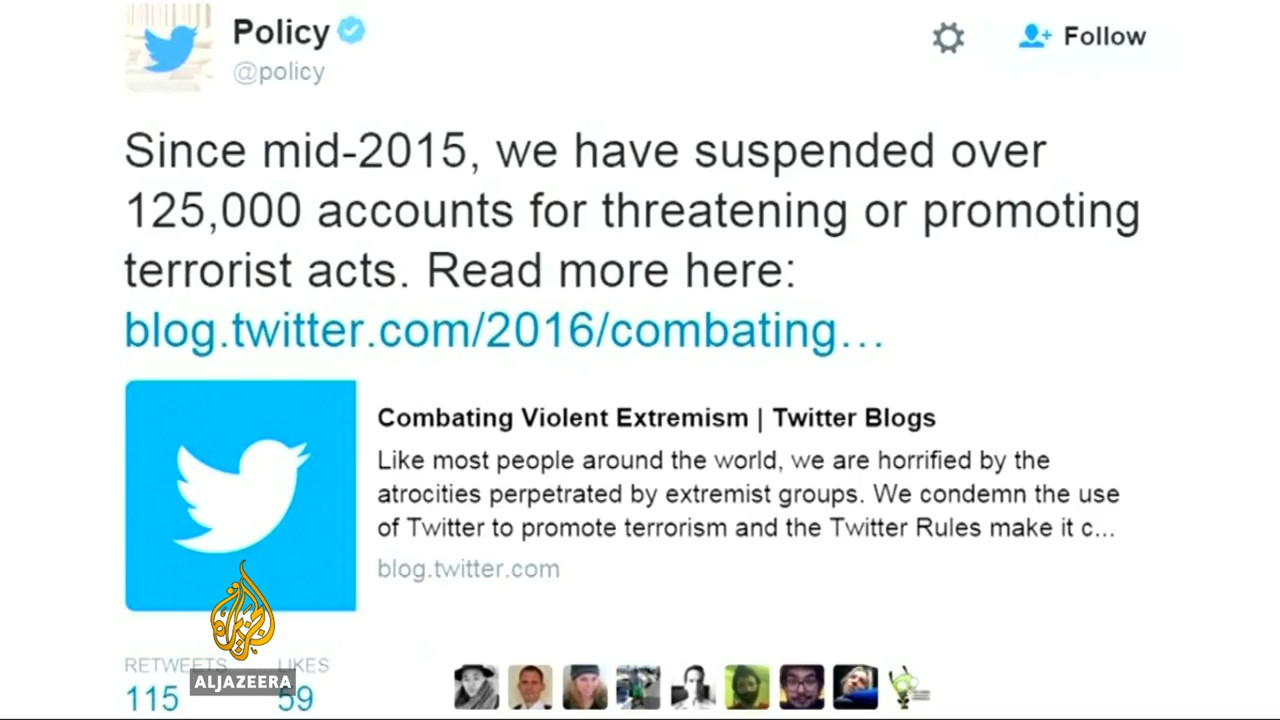 Policy
@policy
Follow
Since mid-2015, we have suspended over
125,000 accounts for threatening or promoting
terrorist acts. Read more here:
blog.twitter.com/2016/combating…
Combating Violent Extremism | Twitter Blogs
Like most people around the world, we are horrified by the
atrocities perpetrated by extremist groups. We condemn the use
of Twitter to promote terrorism and the Twitter Rules make it c...
blog.twitter.com
RETWEETS LIKES
115 59
ALJAZEERA